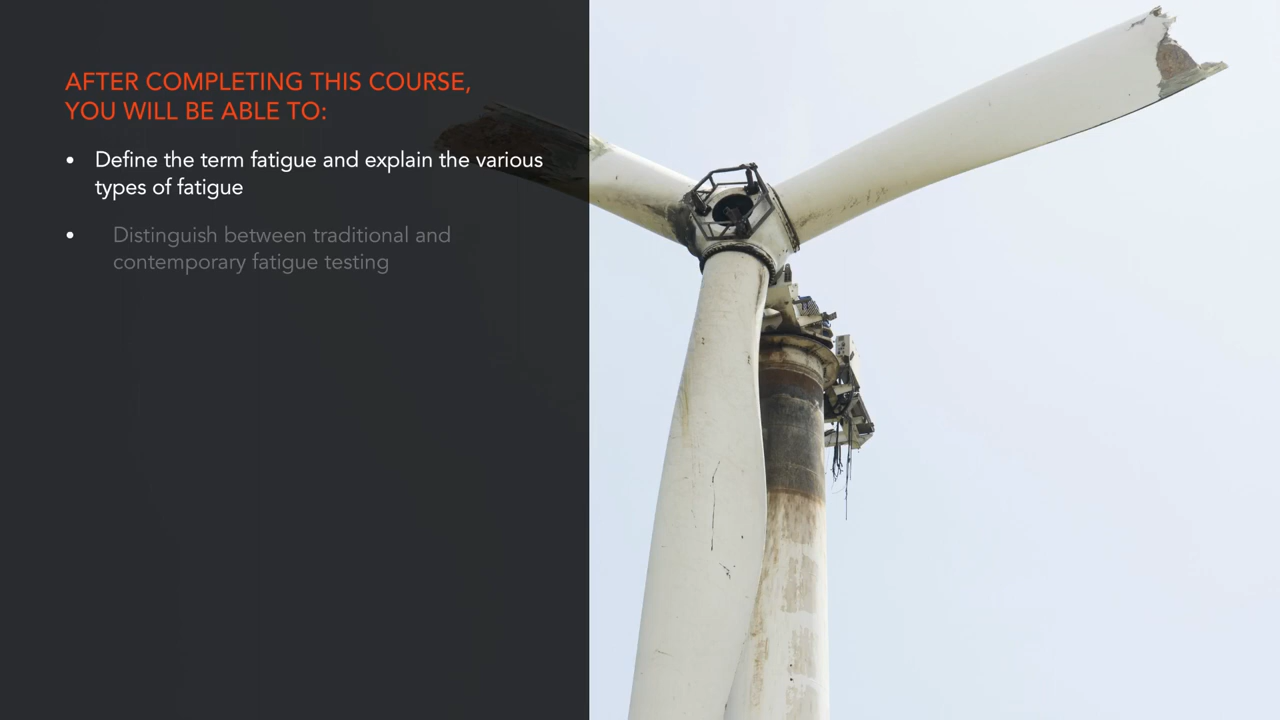 AFTER COMPLETING THIS COURSE,
YOU WILL BE ABLE TO:
• Define the term fatigue and explain the various
types of fatigue
• Distinguish between traditional and
contemporary fatigue testing